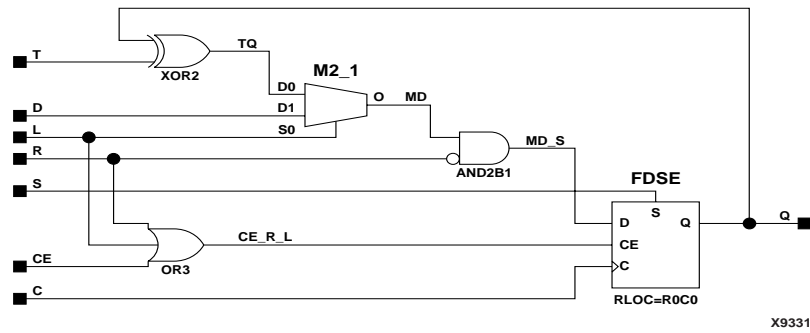 T
XOR2
TQ
M2_1
D0
D
D1
O
MD
L
S0
R
AND2B1
MD_S
S
FDSE
S
D
Q
Q
CE_R_L
CE
CE
OR3
C
C
RLOC=R0C0
X9331